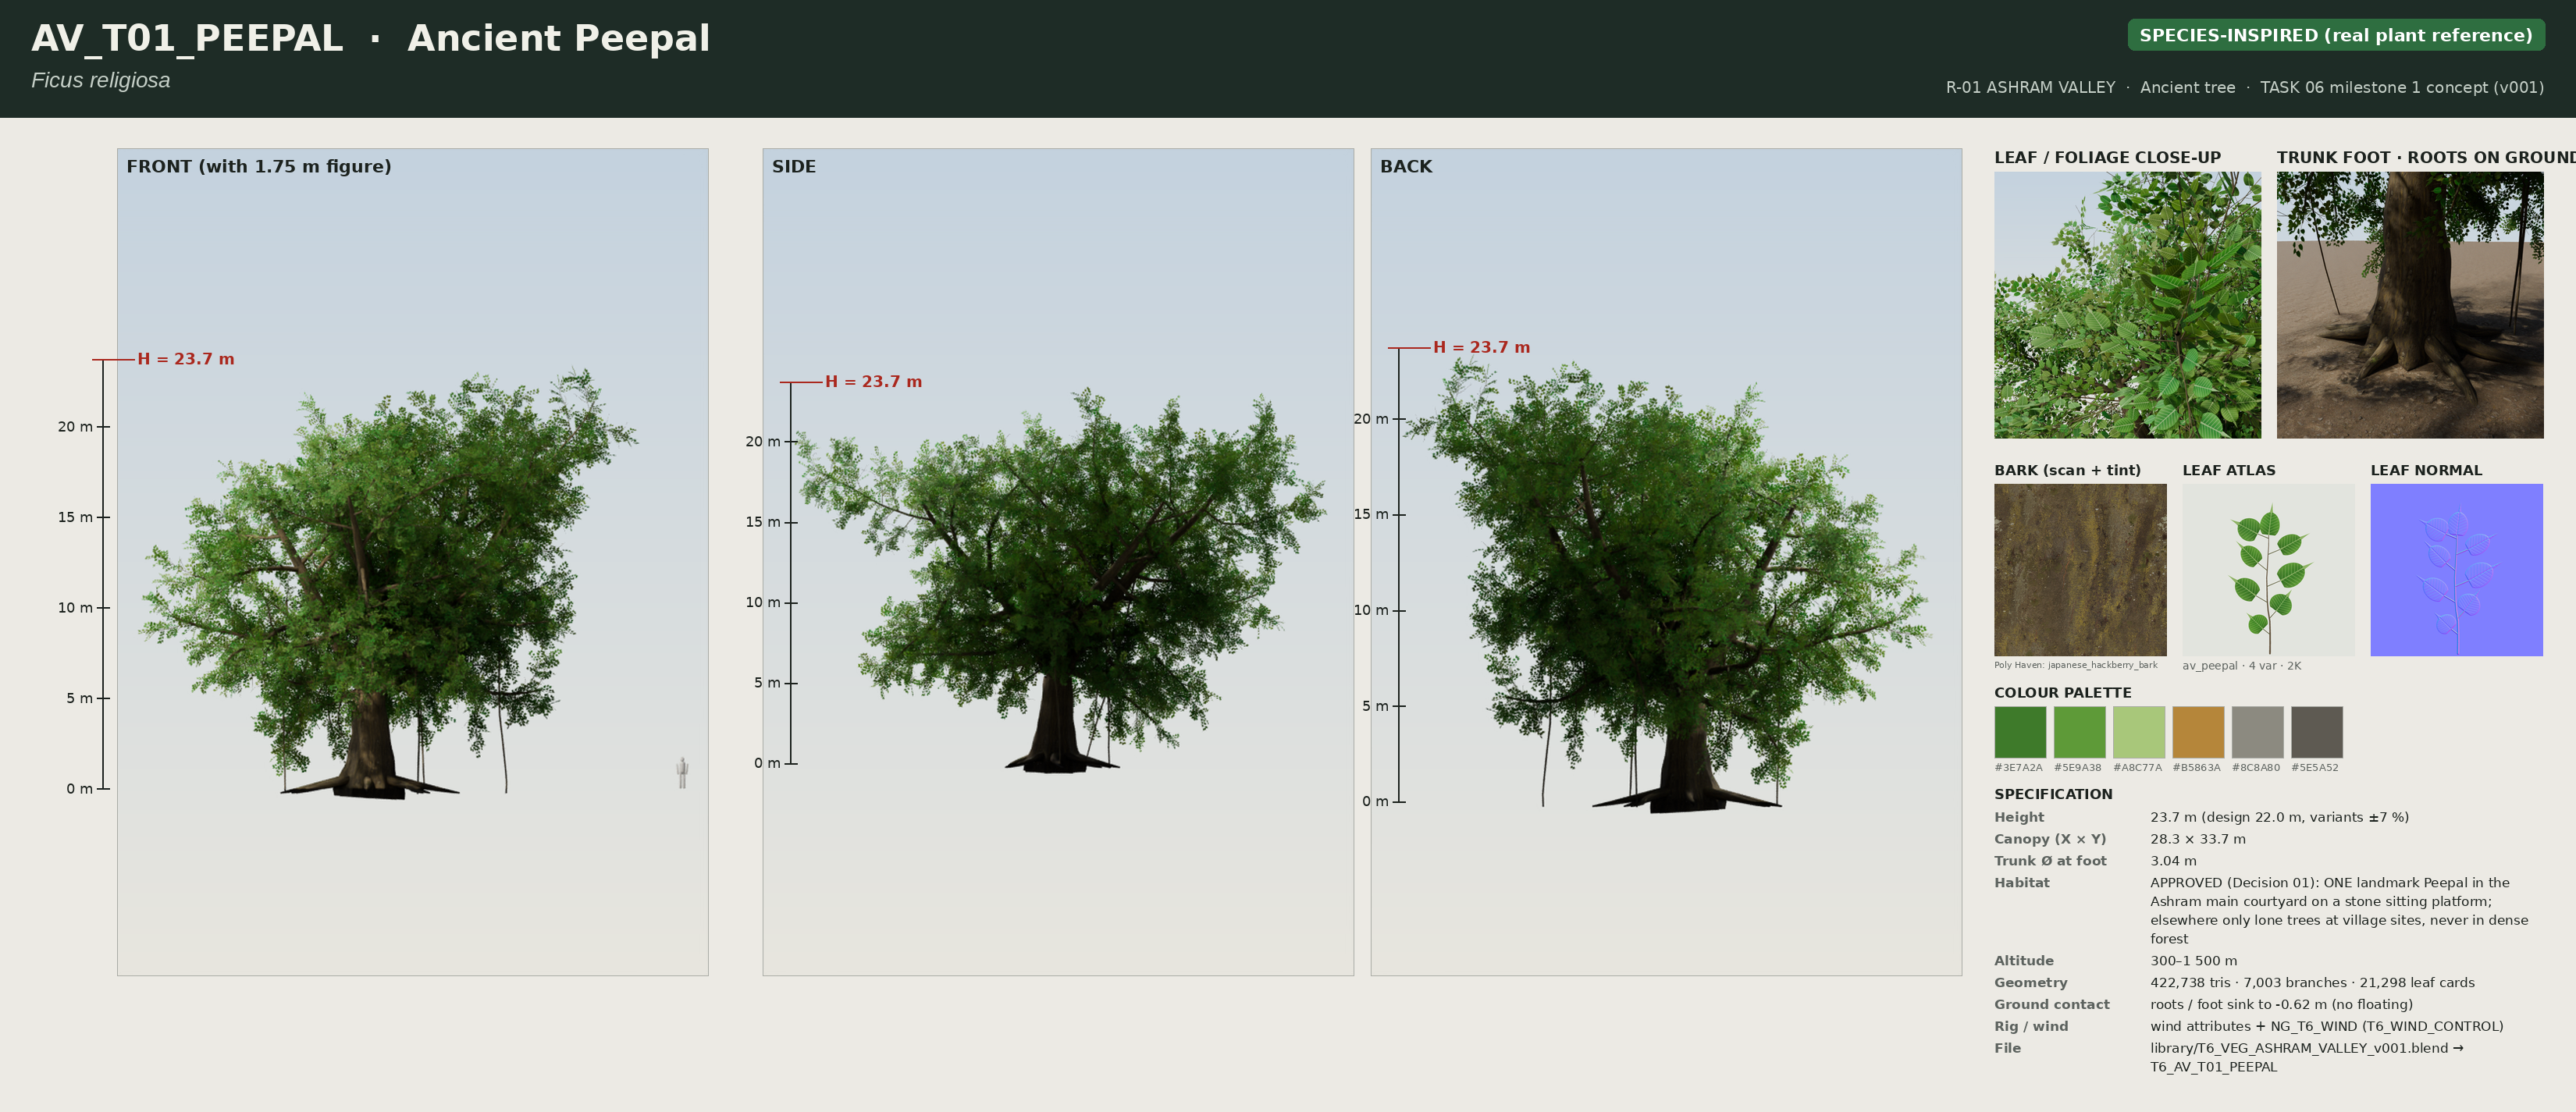 AV_T01_PEEPAL · Ancient Peepal
Ficus religiosa
SPECIES-INSPIRED (real plant reference)
R-01 ASHRAM VALLEY · Ancient tree · TASK 06 milestone 1 concept (v001)
FRONT (with 1.75 m figure)
H = 23.7 m
20 m
15 m
10 m
5 m
0 m
SIDE
H = 23.7 m
20 m
15 m
10 m
5 m
0 m
BACK
H = 23.7 m
20 m
15 m
10 m
5 m
0 m
LEAF / FOLIAGE CLOSE-UP
TRUNK FOOT · ROOTS ON GROUND
BARK (scan + tint)
LEAF ATLAS
LEAF NORMAL
Poly Haven: japanese_hackberry_bark
av_peepal · 4 var · 2K
COLOUR PALETTE
#3E7A2A #5E9A38 #A8C77A #B5863A #8C8A80 #5E5A52
SPECIFICATION
Height 23.7 m (design 22.0 m, variants ±7 %)
Canopy (X × Y) 28.3 × 33.7 m
Trunk Ø at foot 3.04 m
Habitat APPROVED (Decision 01): ONE landmark Peepal in the
Ashram main courtyard on a stone sitting platform;
elsewhere only lone trees at village sites, never in dense
forest
Altitude 300–1 500 m
Geometry 422,738 tris · 7,003 branches · 21,298 leaf cards
Ground contact roots / foot sink to -0.62 m (no floating)
Rig / wind wind attributes + NG_T6_WIND (T6_WIND_CONTROL)
File library/T6_VEG_ASHRAM_VALLEY_v001.blend →
T6_AV_T01_PEEPAL